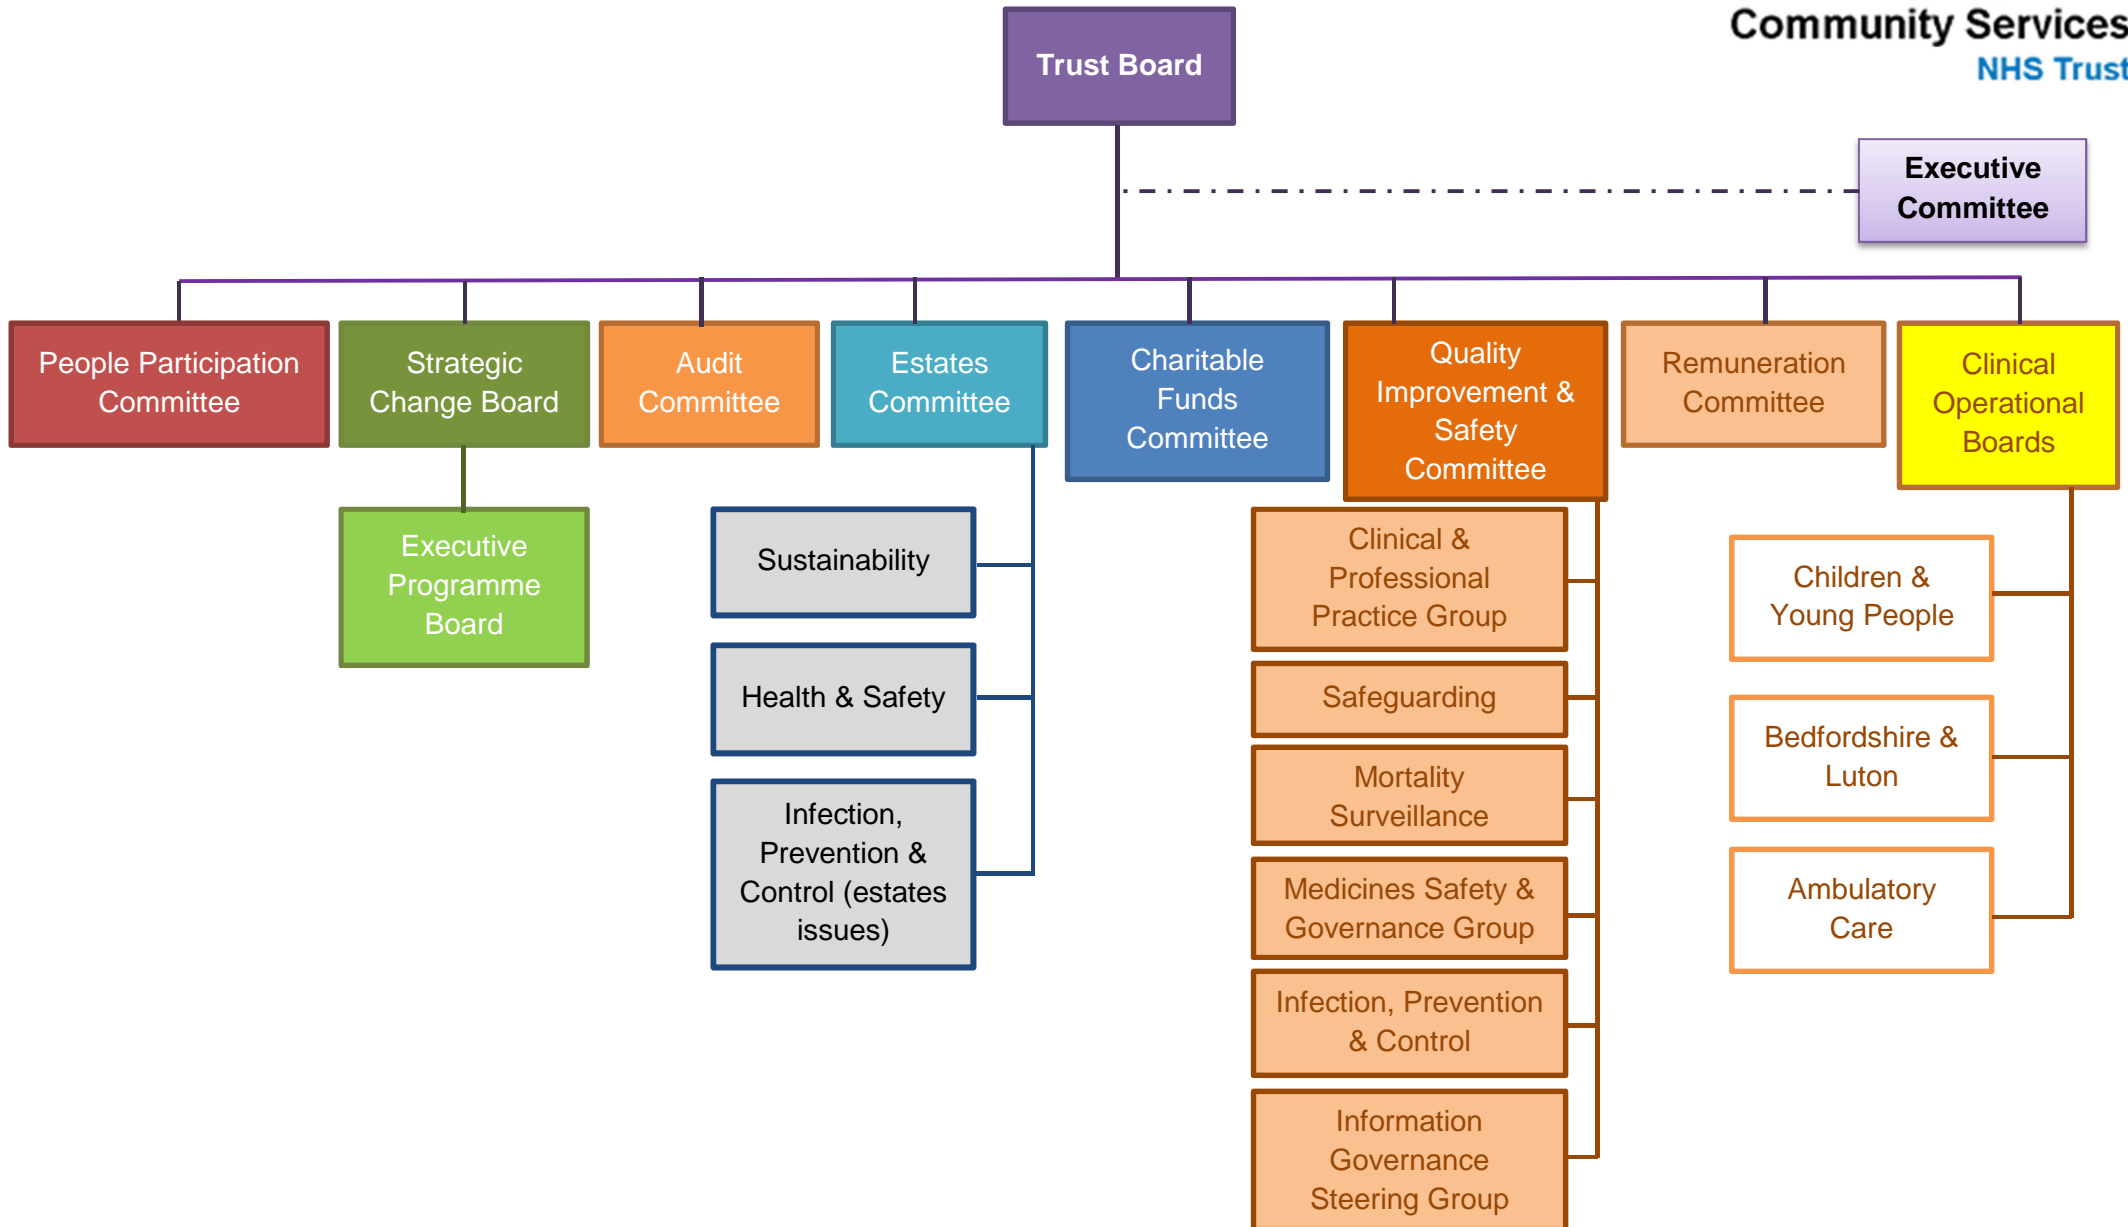 Community Services
NHS Trust
Trust Board
Executive
Committee
People Participation
Committee
Strategic
Change Board
Audit
Committee
Estates
Committee
Charitable
Funds
Committee
Quality
Improvement &
Safety
Committee
Remuneration
Committee
Clinical
Operational
Boards
Executive
Programme
Board
Sustainability
Health & Safety
Infection,
Prevention &
Control (estates
issues)
Clinical &
Professional
Practice Group
Safeguarding
Mortality
Surveillance
Medicines Safety &
Governance Group
Infection, Prevention
& Control
Information
Governance
Steering Group
Children &
Young People
Bedfordshire &
Luton
Ambulatory
Care